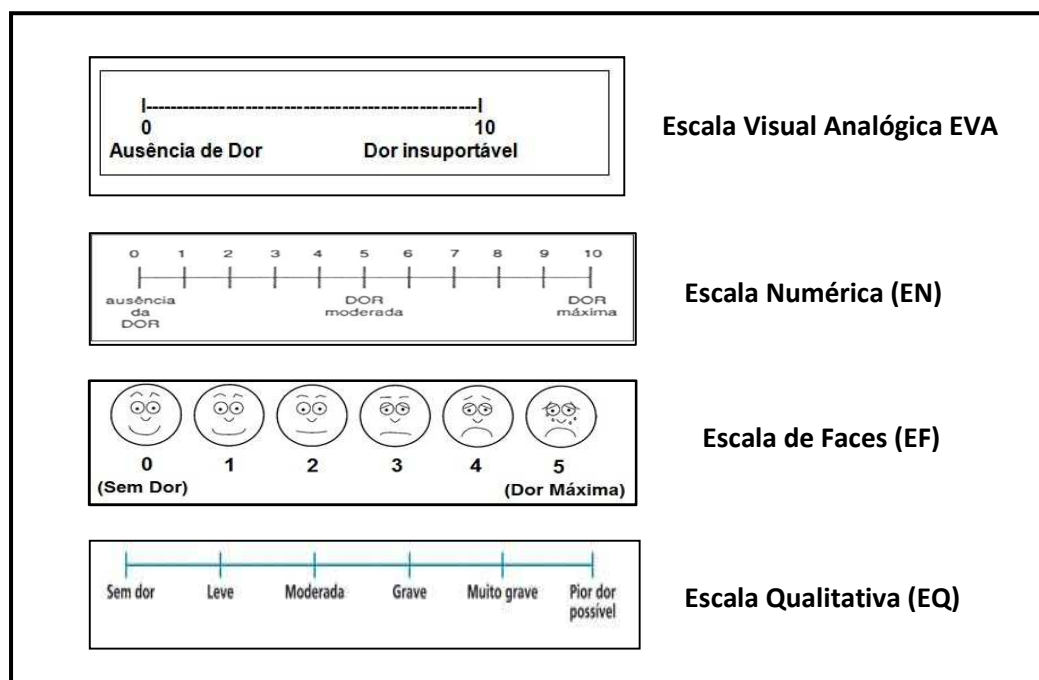 0 10
Ausência de Dor Dor insuportável
Escala Visual Analógica EVA
0 1 2 3 4 5 6 7 8 9 10
ausência da DOR
DOR moderada
DOR máxima
Escala Numérica (EN)
0 1 2 3 4 5
(Sem Dor) (Dor Máxima)
Escala de Faces (EF)
Sem dor Leve Moderada Grave Muito grave Pior dor possível
Escala Qualitativa (EQ)